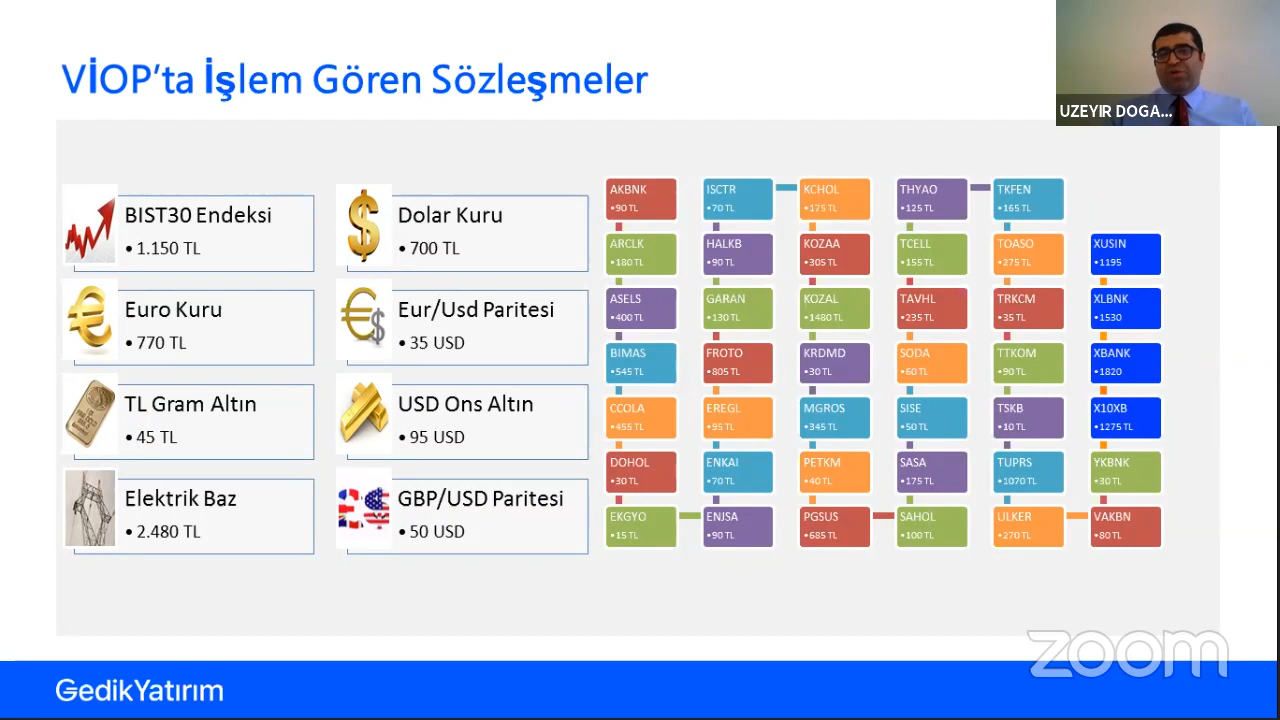 VİOP'ta İşlem Gören Sözleşmeler
UZEYIR DOGA...
BIST30 Endeksi
• 1.150 TL
Dolar Kuru
• 700 TL
Euro Kuru
• 770 TL
Eur/Usd Paritesi
• 35 USD
TL Gram Altın
• 45 TL
USD Ons Altın
• 95 USD
Elektrik Baz
• 2.480 TL
GBP/USD Paritesi
• 50 USD
AKBNK
•90 TL
ARCLK
•180 TL
ASELS
•400 TL
BIMAS
•545 TL
CCOLA
•455 TL
DOHOL
•30 TL
EKGYO
•15 TL
ISCTR
•70 TL
HALKB
•90 TL
GARAN
•130 TL
FROTO
•805 TL
EREGL
•95 TL
ENKAI
•70 TL
ENJSA
•90 TL
KCHOL
•175 TL
KOZAA
•305 TL
KOZAL
•1480 TL
KRDMD
•30 TL
MGROS
•345 TL
PETKM
•40 TL
PGSUS
•685 TL
THYAO
•125 TL
TCELL
•155 TL
TAVHL
•235 TL
SODA
•60 TL
SISE
•50 TL
SASA
•175 TL
SAHOL
•100 TL
TKFEN
•165 TL
TOASO
•275 TL
TRKCM
•35 TL
TTKOM
•90 TL
TSKB
•10 TL
TUPRS
•1070 TL
ULKER
•270 TL
XUSIN
•1195
XLBNK
•1530
XBANK
•1820
X10XB
•1275 TL
YKBNK
•30 TL
VAKBN
•80 TL
zoom
GedikYatırım